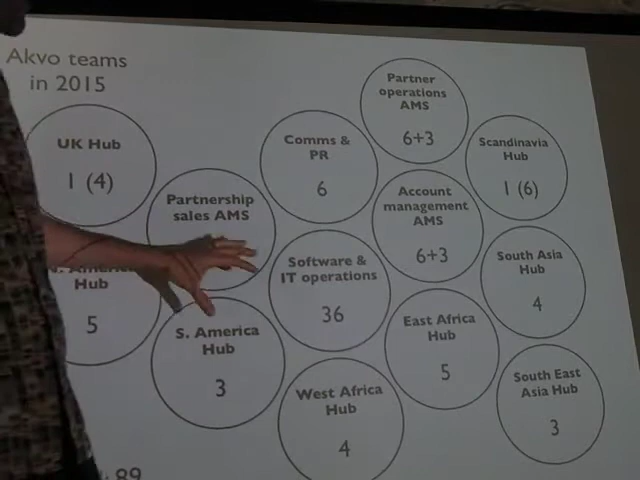 Akvo teams
in 2015
UK Hub
1 (4)
Partnership
sales AMS
Comms &
PR
6
Partner
operations
AMS
6+3
Scandinavia
Hub
1 (6)
Account
management
AMS
6+3
Software &
IT operations
36
South Asia
Hub
4
N. America
Hub
5
S. America
Hub
3
East Africa
Hub
5
West Africa
Hub
4
South East
Asia Hub
3
89